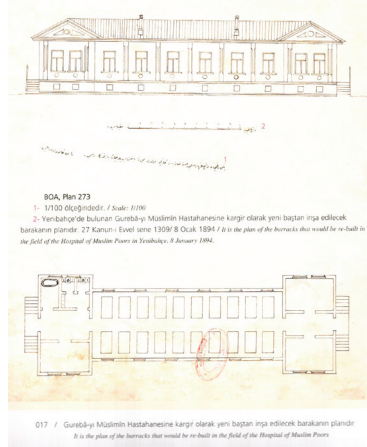 2
BOA, Plan 273
1- 1/100 ölçeğindedir. / Scale: 1/100
2- Yenibahçe'de bulunan Gurebâ-yı Müslimîn Hastahanesine kargir olarak yeni baştan inşa edilecek
barakanın planıdır. 27 Kanun-ı Evvel sene 1309/ 8 Ocak 1894 / It is the plan of the barracks that would be re-built in
the field of the Hospital of Muslim Poors in Yenibahçe, 8 January 1894.
017 / Gurebâ-yı Müslimîn Hastahanesine kargir olarak yeni baştan inşa edilecek barakanın planıdır
It is the plan of the barracks that would be re-built in the field of the Hospital of Muslim Poors